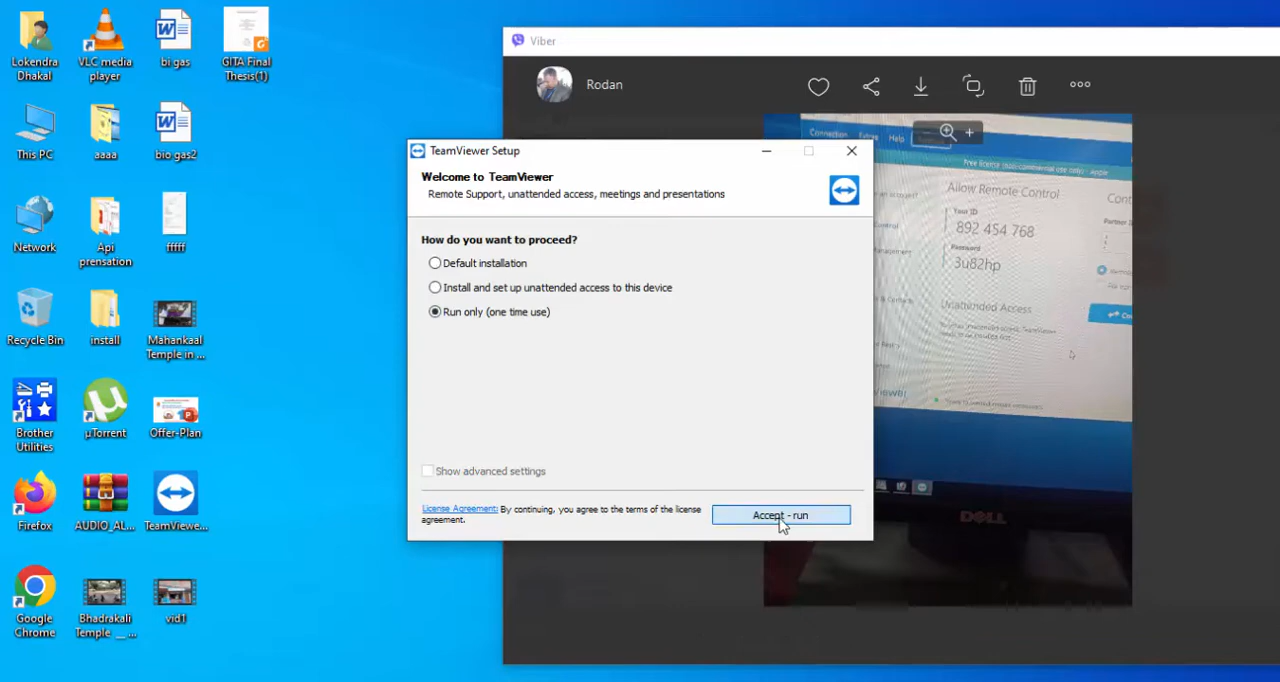 Lokendra
Dhakal
VLC media
player
bi gas
GITA Final
Thesis(1)
This PC
aaaa
bio gas2
Network
Api
prensation
fffff
Recycle Bin
install
Mahankaal
Temple in ...
Brother
Utilities
µTorrent
Offer-Plan
Firefox
AUDIO_AL...
TeamViewe...
Google
Chrome
Bhadrakali
Temple __ ...
vid1
Viber
Rodan
TeamViewer Setup
Welcome to TeamViewer
Remote Support, unattended access, meetings and presentations
How do you want to proceed?
Default installation
Install and set up unattended access to this device
Run only (one time use)
Show advanced settings
License Agreement: By continuing, you agree to the terms of the license
agreement.
Accept - run
Connection Extras Help
Free license (non-commercial use only) -
Allow Remote Control
Your ID
892 454 768
Password
3u82hp
Unattended Access
DELL